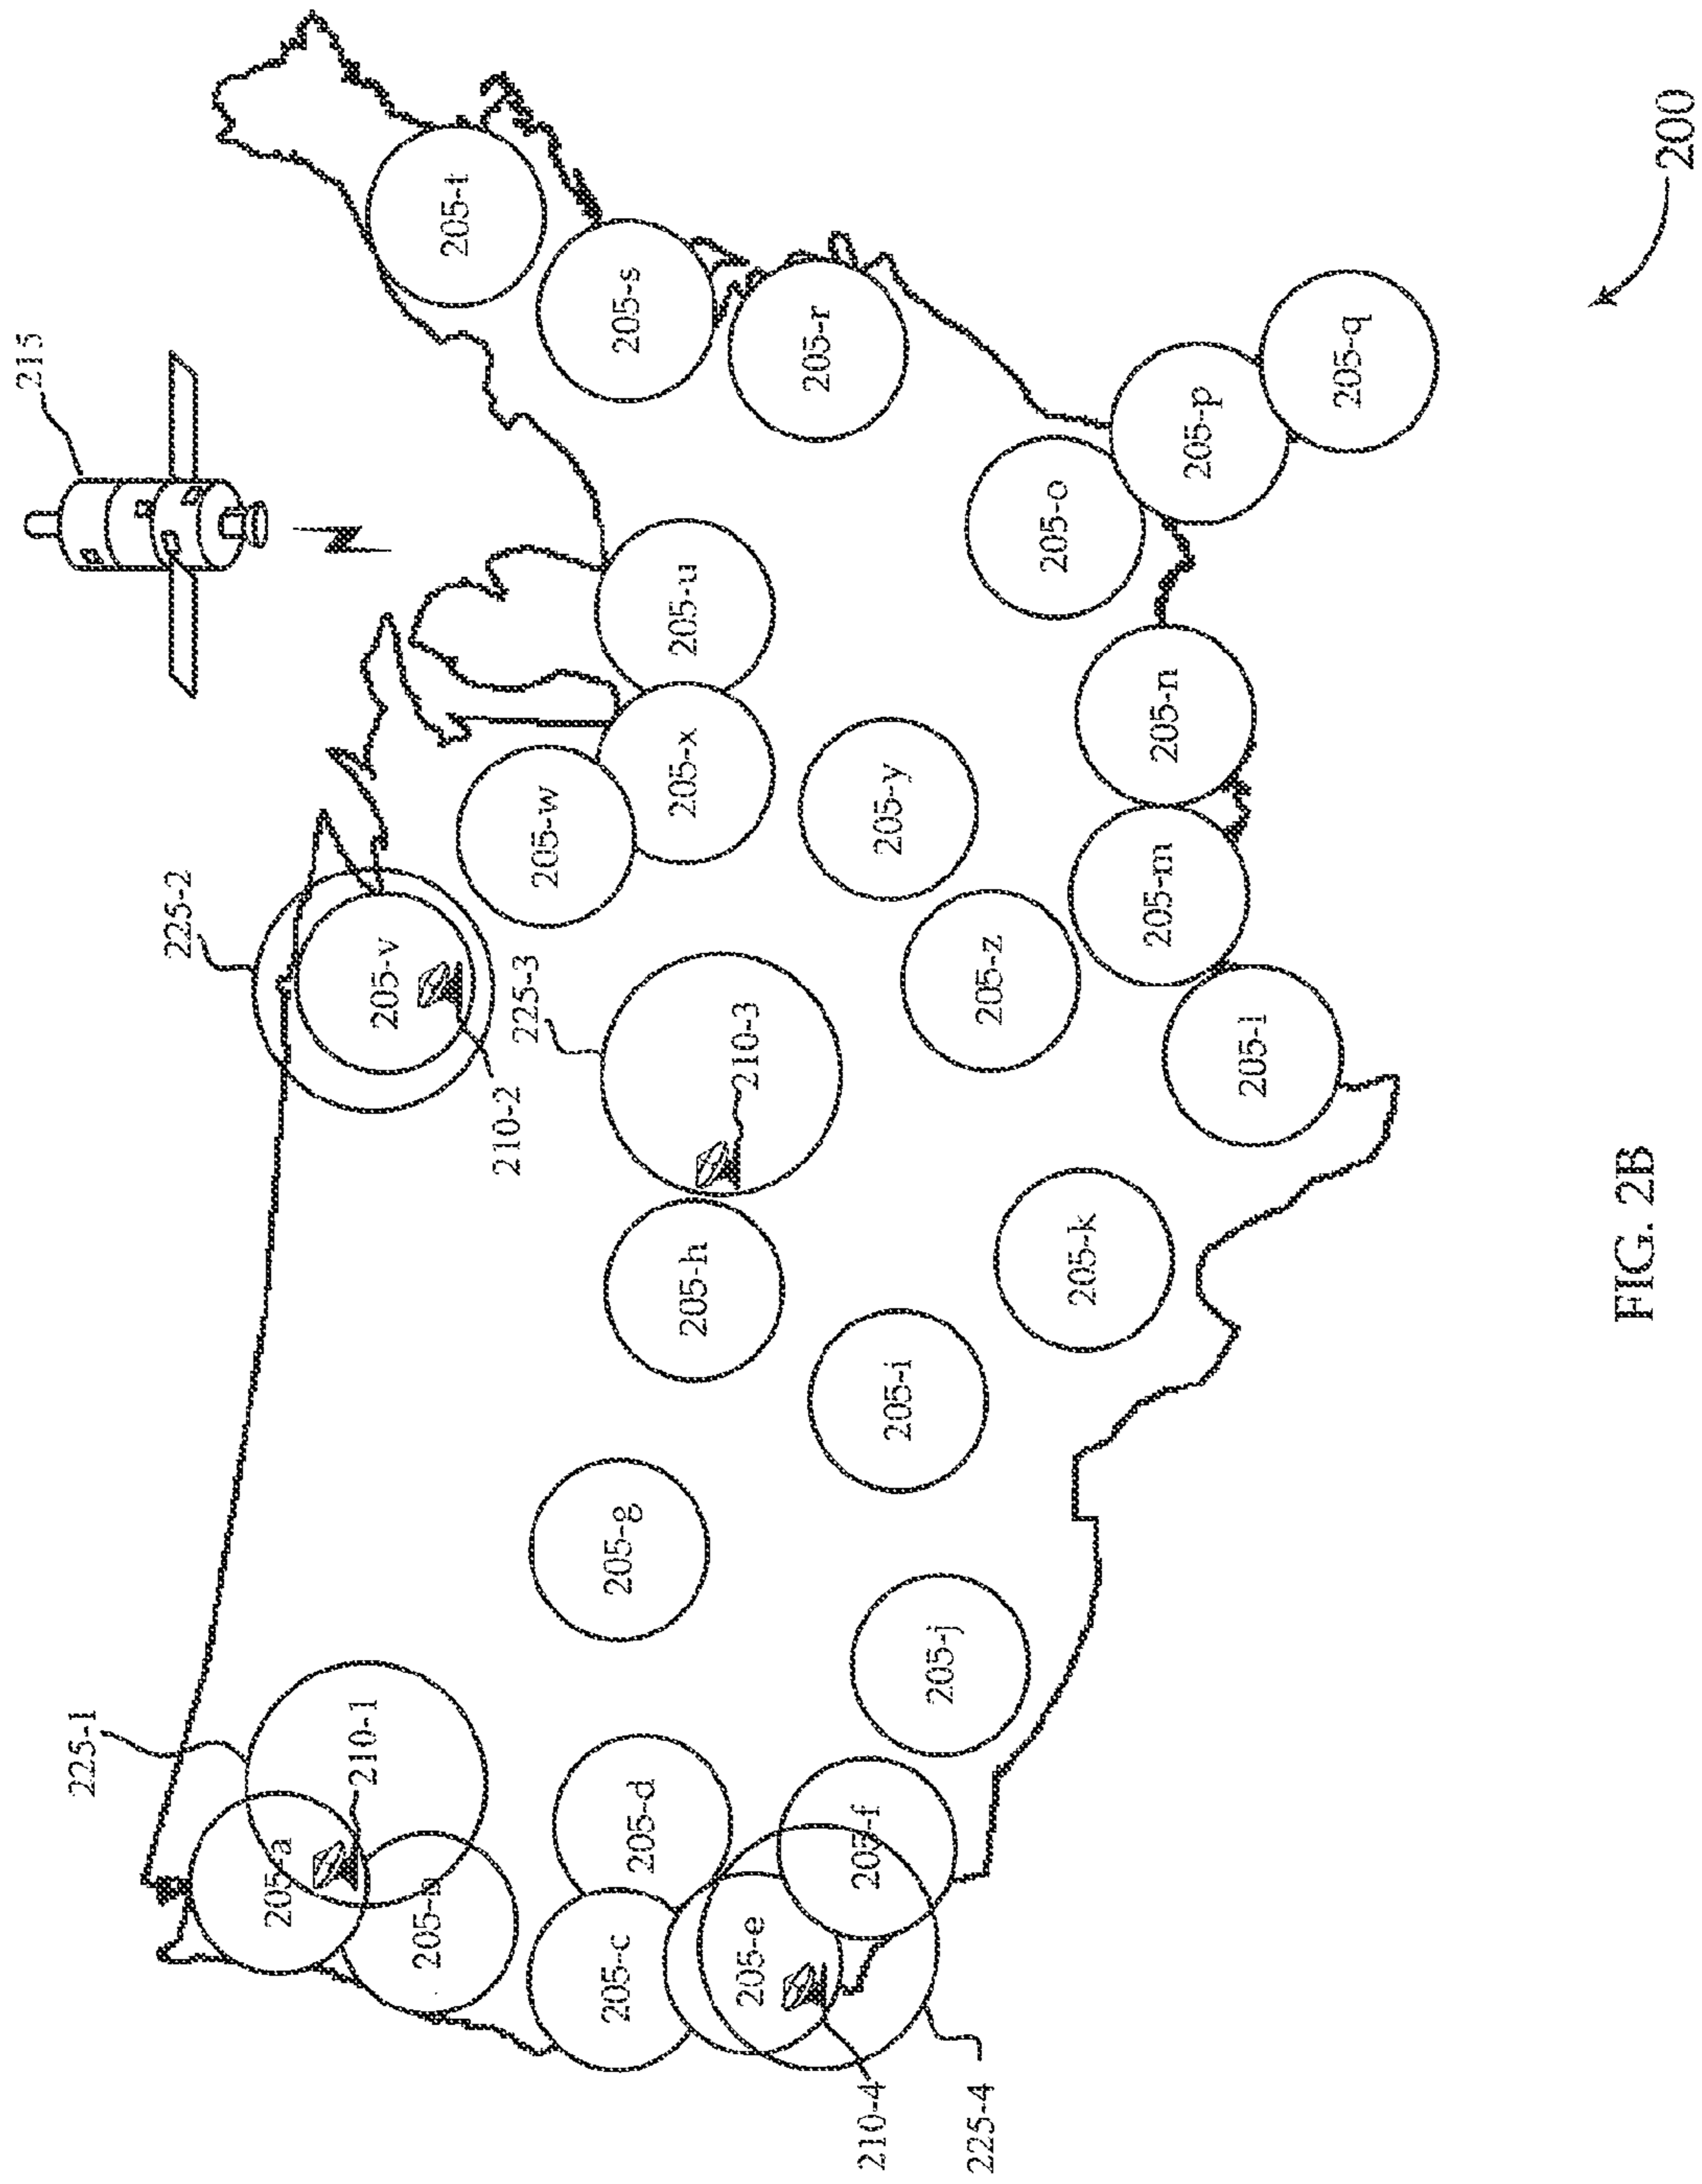 215
225-1
205-a
210-1
205-b
205-c
205-d
205-e
205-f
210-4
225-4
205-g
205-j
205-h
205-i
205-k
225-2
205-v
210-2
225-3
210-3
205-w
205-x
205-u
205-y
205-z
205-l
205-m
205-n
205-o
205-p
205-q
205-r
205-s
205-t
200
FIG. 2B